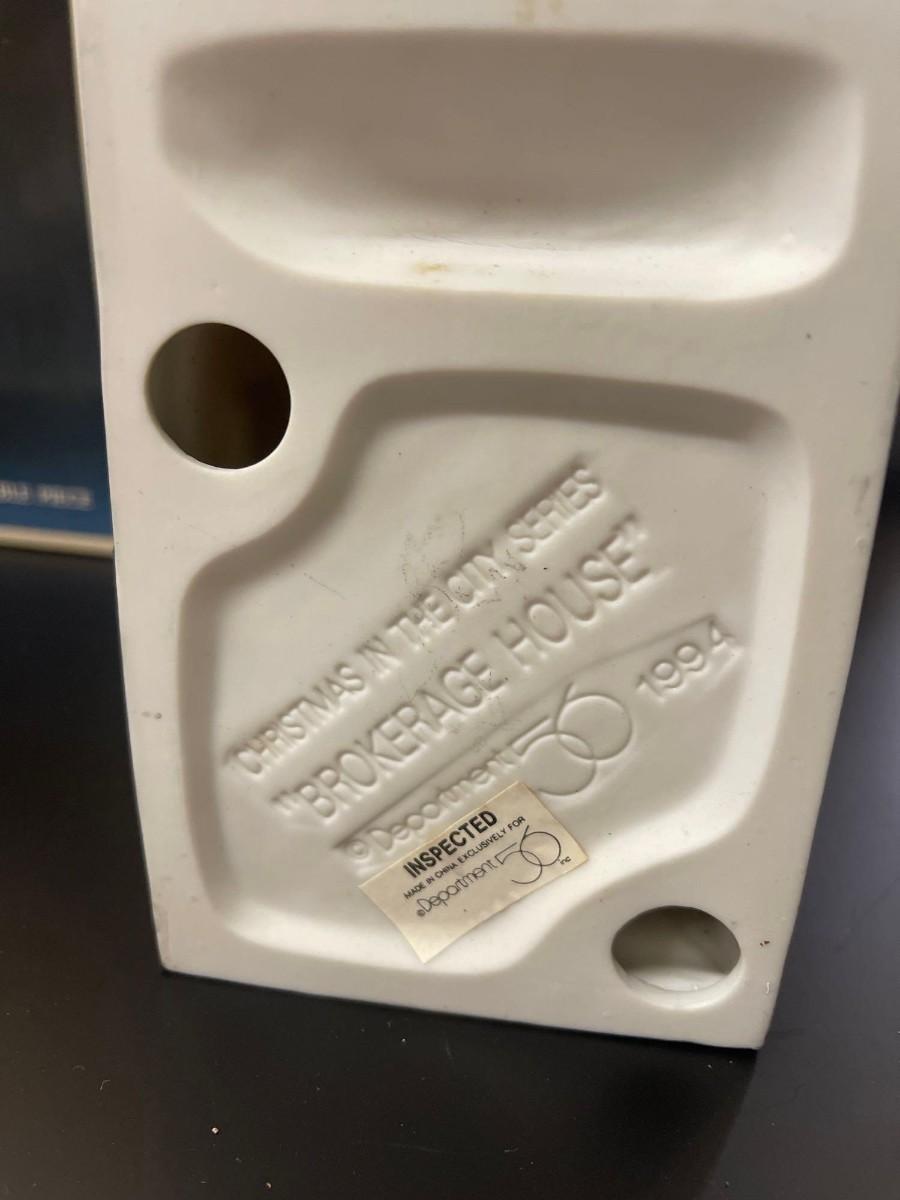 "CHRISTMAS IN THE CITY SERIES
"BROKERAGE HOUSE"
©Department 56 1994
INSPECTED
MADE IN CHINA EXCLUSIVELY FOR
©Department 56 inc